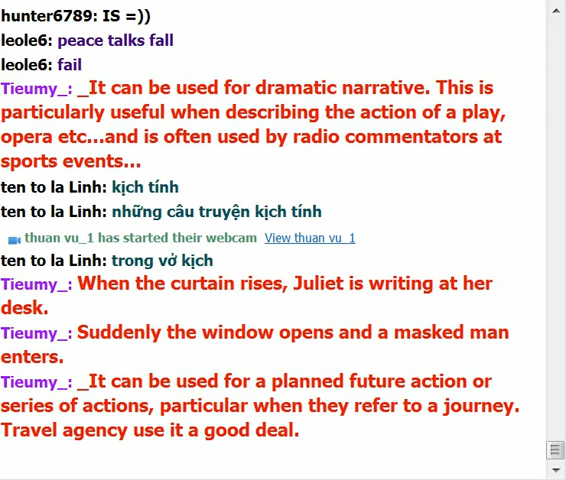 hunter6789: IS =))
leole6: peace talks fall
leole6: fail
Tieumy_: _It can be used for dramatic narrative. This is
particularly useful when describing the action of a play,
opera etc...and is often used by radio commentators at
sports events...
ten to la Linh: kịch tính
ten to la Linh: những câu truyện kịch tính
thuan vu_1 has started their webcam View thuan vu_1
ten to la Linh: trong vở kịch
Tieumy_: When the curtain rises, Juliet is writing at her
desk.
Tieumy_: Suddenly the window opens and a masked man
enters.
Tieumy_: _It can be used for a planned future action or
series of actions, particular when they refer to a journey.
Travel agency use it a good deal.